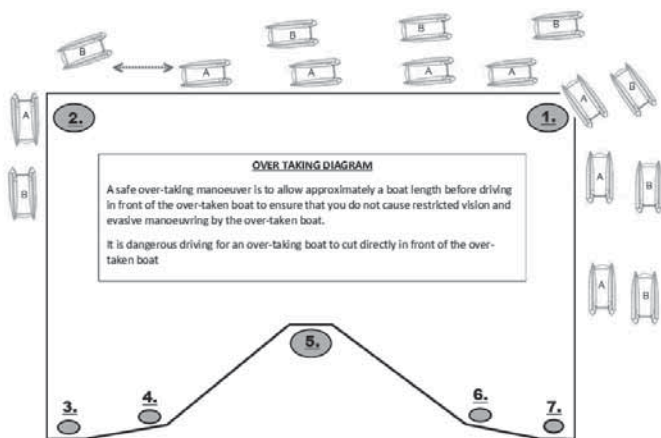 B
B
B
B
A
A
A
A
A
B
A
B
2.
1.
OVER TAKING DIAGRAM
A safe over-taking manoeuver is to allow approximately a boat length before driving
in front of the over-taken boat to ensure that you do not cause restricted vision and
evasive manoeuvring by the over-taken boat.
It is dangerous driving for an over-taking boat to cut directly in front of the over-
taken boat
A
B
B
A
B
5.
3.
4.
6.
7.